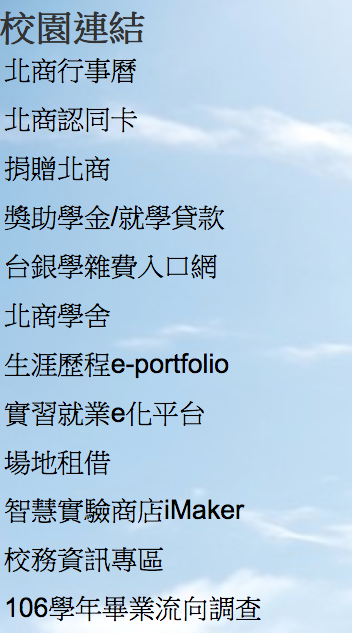 校園連結
北商行事曆
北商認同卡
捐贈北商
獎助學金/就學貸款
台銀學雜費入口網
北商學舍
生涯歷程e-portfolio
實習就業e化平台
場地租借
智慧實驗商店iMaker
校務資訊專區
106學年畢業流向調查